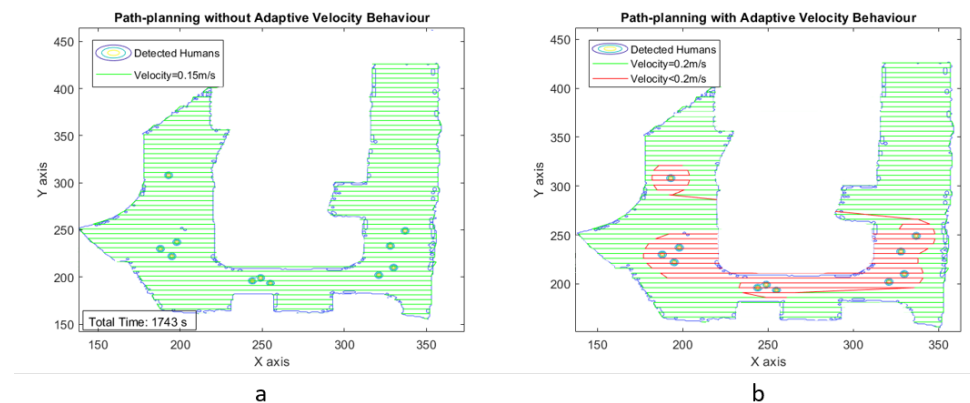 Path-planning without Adaptive Velocity Behaviour
450
400
350
300
250
200
150
Y axis
Detected Humans
Velocity=0.15m/s
Total Time: 1743 s
150 200 250 300 350
X axis
a
Path-planning with Adaptive Velocity Behaviour
450
400
350
300
250
200
Y axis
Detected Humans
Velocity=0.2m/s
Velocity<0.2m/s
150 200 250 300 350
X axis
b